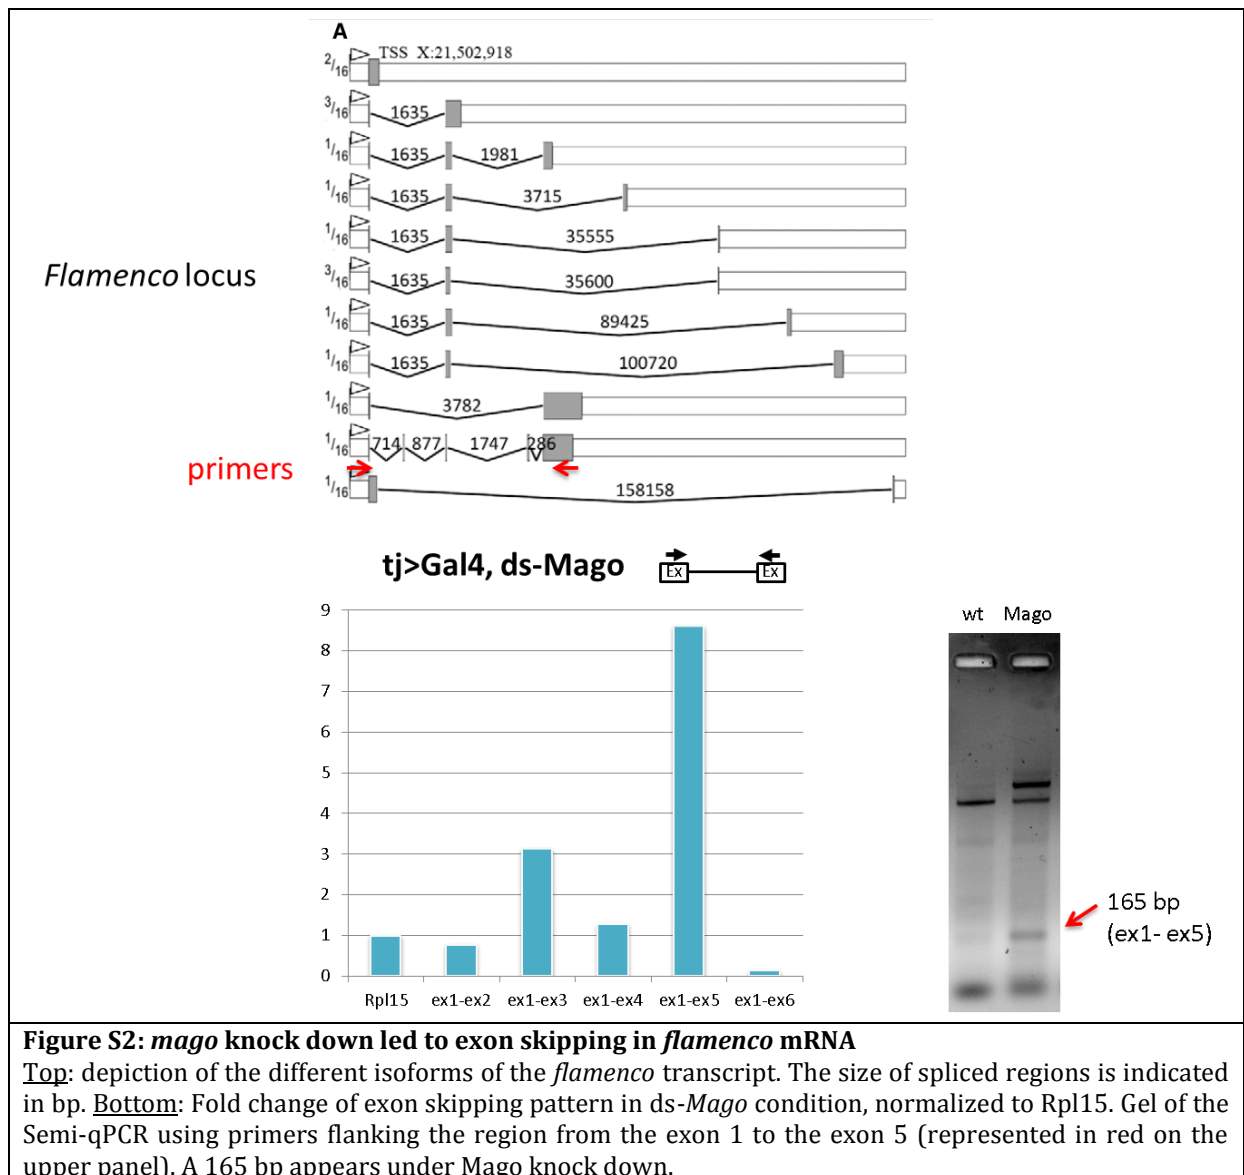 A
TSS X:21,502,918
2/16
3/16 1635
1/16 1635 1981
1/16 1635 3715
1/16 1635 35555
Flamenco locus
3/16 1635 35600
1/16 1635 89425
1/16 1635 100720
1/16 3782
1/16 714 877 1747 286
primers
1/16 158158
tj>Gal4, ds-Mago Ex Ex
9
8
7
6
5
4
3
2
1
0
Rpl15 ex1-ex2 ex1-ex3 ex1-ex4 ex1-ex5 ex1-ex6
wt Mago
165 bp
(ex1- ex5)
Figure S2: mago knock down led to exon skipping in flamenco mRNA
Top: depiction of the different isoforms of the flamenco transcript. The size of spliced regions is indicated
in bp. Bottom: Fold change of exon skipping pattern in ds-Mago condition, normalized to Rpl15. Gel of the
Semi-qPCR using primers flanking the region from the exon 1 to the exon 5 (represented in red on the
upper panel). A 165 bp appears under Mago knock down.